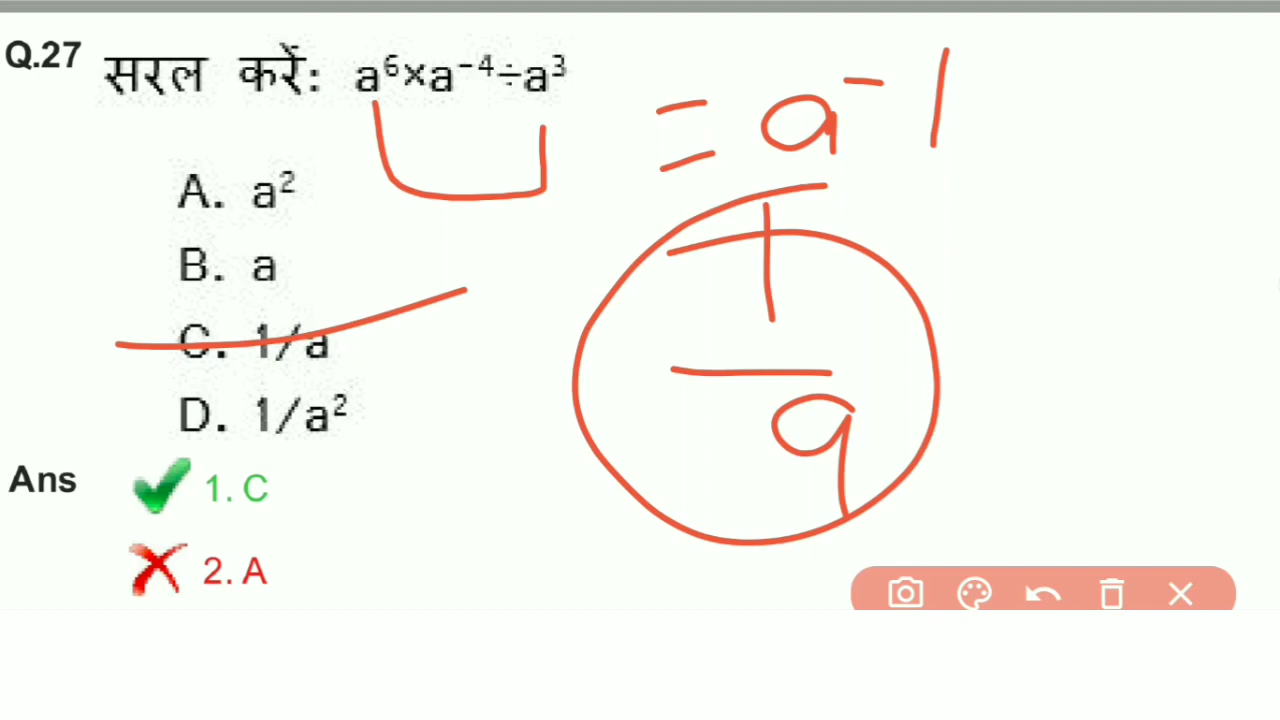 Q.27 सरल करें: a⁶×a⁻⁴÷a³
= a⁻¹
A. a²
B. a
C. 1/a
D. 1/a²
1
a
Ans 1. C
2. A